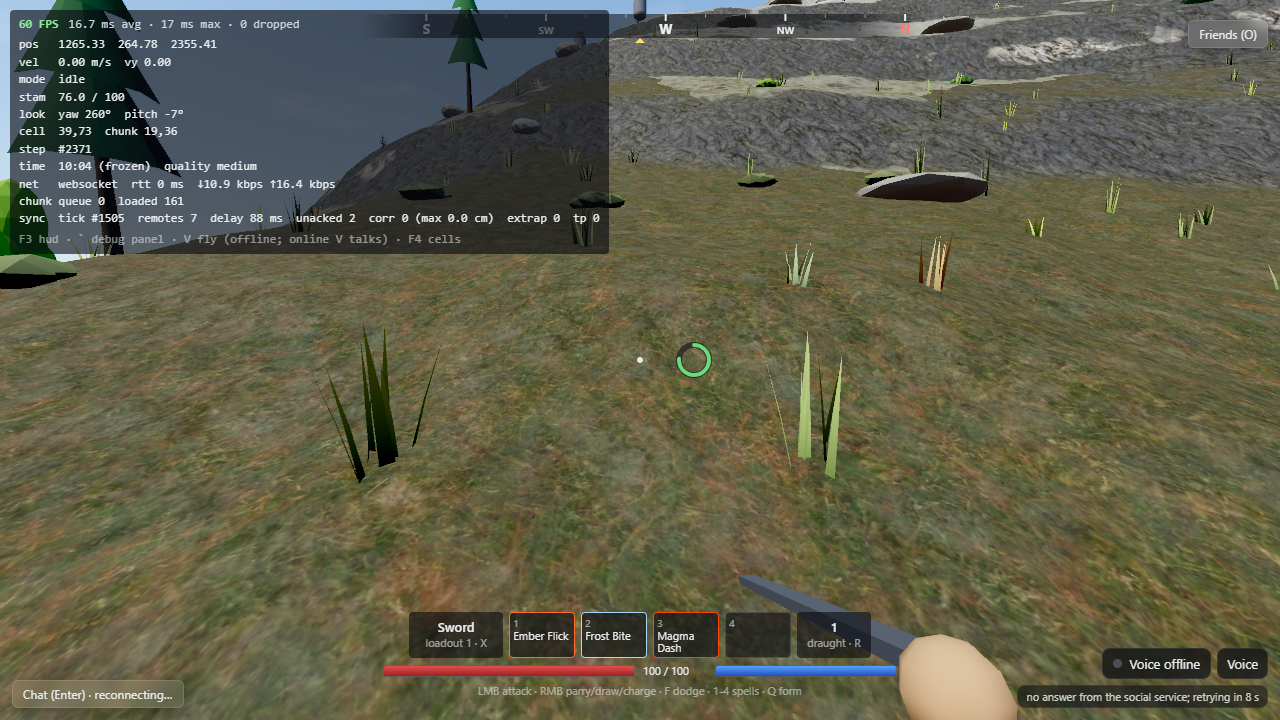 60 FPS 16.7 ms avg · 17 ms max · 0 dropped
pos 1265.33 264.78 2355.41
vel 0.00 m/s vy 0.00
mode idle
stam 76.0 / 100
look yaw 260° pitch -7°
cell 39,73 chunk 19,36
step #2371
time 10:04 (frozen) quality medium
net websocket rtt 0 ms ↓10.9 kbps ↑16.4 kbps
chunk queue 0 loaded 161
sync tick #1505 remotes 7 delay 88 ms unacked 2 corr 0 (max 0.0 cm) extrap 0 tp 0
F3 hud · ` debug panel · V fly (offline; online V talks) · F4 cells
S SW W NW N
Friends (O)
Sword
loadout 1 · X
1
Ember Flick
2
Frost Bite
3
Magma
Dash
4
1
draught · R
100 / 100
LMB attack · RMB parry/draw/charge · F dodge · 1-4 spells · Q form
Chat (Enter) · reconnecting...
Voice offline
Voice
no answer from the social service; retrying in 8 s